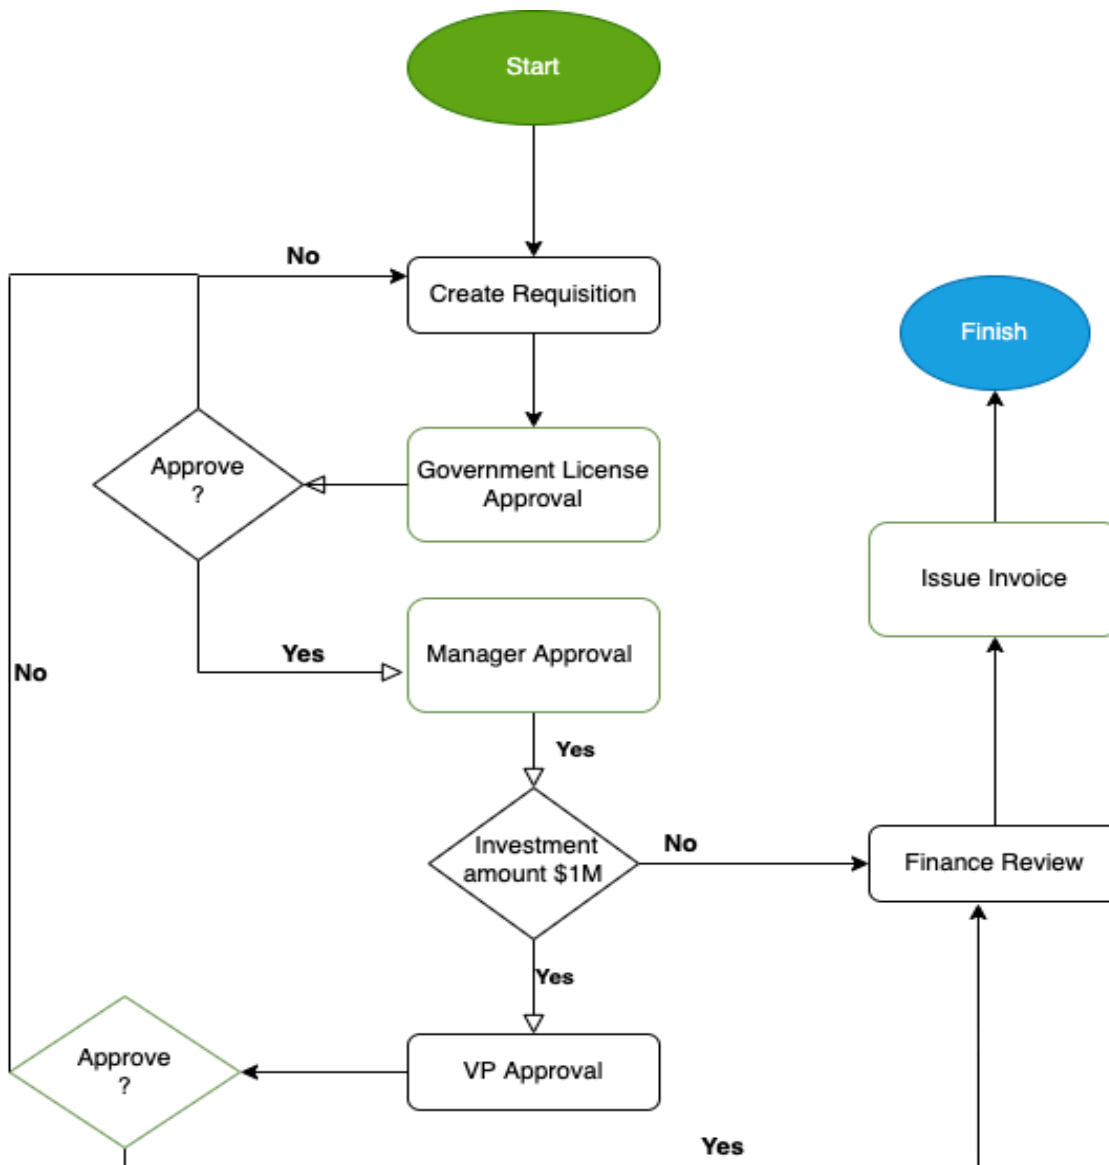 Start
No
Create Requisition
Finish
Approve
?
Government License
Approval
Issue Invoice
Yes
Manager Approval
No
Yes
Investment
amount $1M
No
Finance Review
Yes
Approve
?
VP Approval
Yes